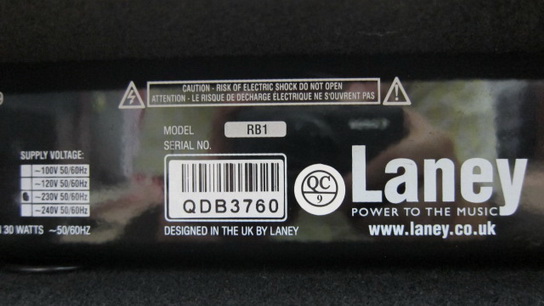 CAUTION - RISK OF ELECTRIC SHOCK DO NOT OPEN
ATTENTION - LE RISQUE DE DÉCHARGE ÉLECTRIQUE NE S'OUVRENT PAS
MODEL RB1
SERIAL NO.
QDB3760
DESIGNED IN THE UK BY LANEY
SUPPLY VOLTAGE:
~100V 50/60Hz
~120V 50/60Hz
~230V 50/60Hz
~240V 50/60Hz
30 WATTS ~50/60HZ
QC
9
Laney
POWER TO THE MUSIC
www.laney.co.uk